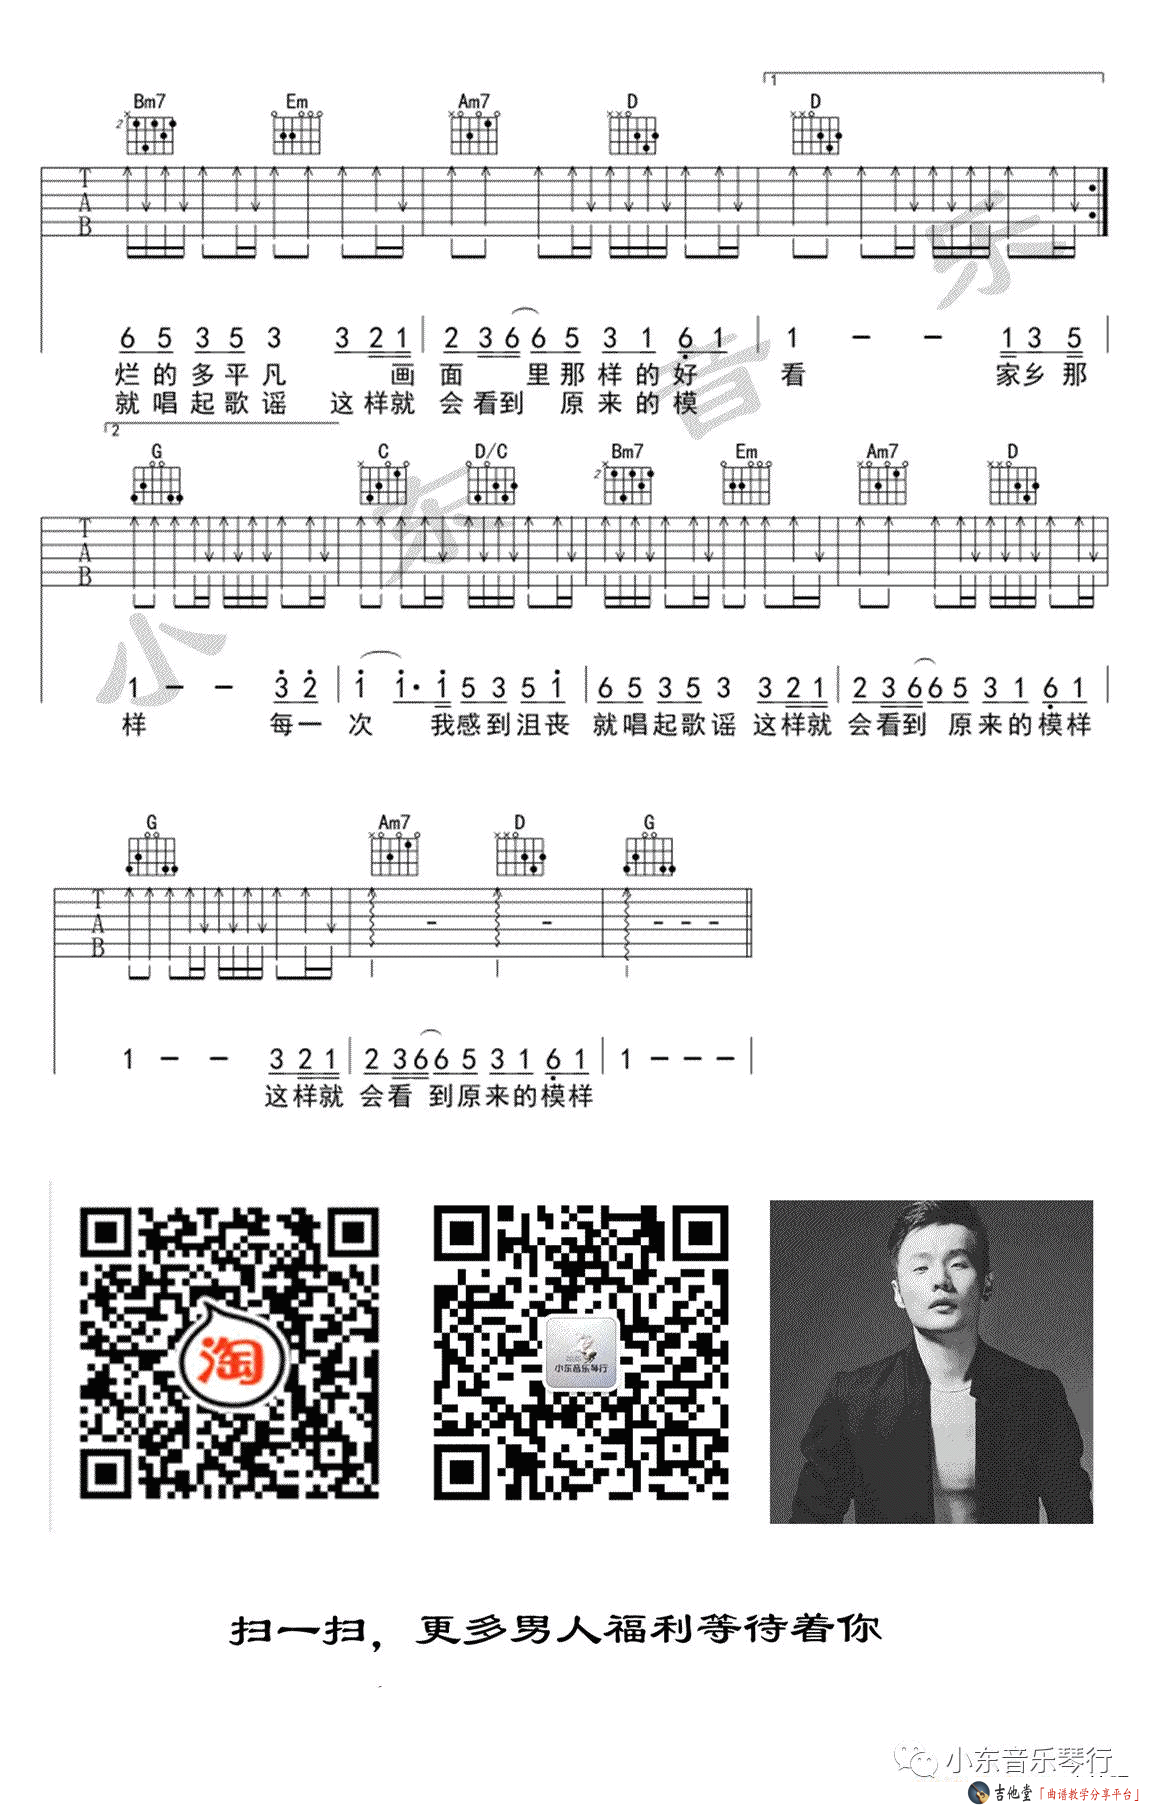 1
Bm7 Em Am7 D D
2
T
A
B
6 5 3 5 3 3 2 1 2 3 6 6 5 3 1 6 1 1 – – 1 3 5
烂的多平凡 画面 里那样的好 看 家乡那
就唱起歌谣 这样就会看到 原来的模
2
G C D/C Bm7 Em Am7 D
2
T
A
B
1 – – 3 2 1 1· 1 5 3 5 1 6 5 3 5 3 3 2 1 2 3 6 6 5 3 1 6 1
样 每一次 我感到沮丧 就唱起歌谣 这样就 会看到 原来的模样
G Am7 D G
T
A
B
1 – – 3 2 1 2 3 6 6 5 3 1 6 1 1 – – –
这样就 会看 到原来的模样
小东音乐
淘
小东音乐琴行
扫一扫，更多男人福利等待着你
小东音乐琴行
吉他堂「曲谱教学分享平台」